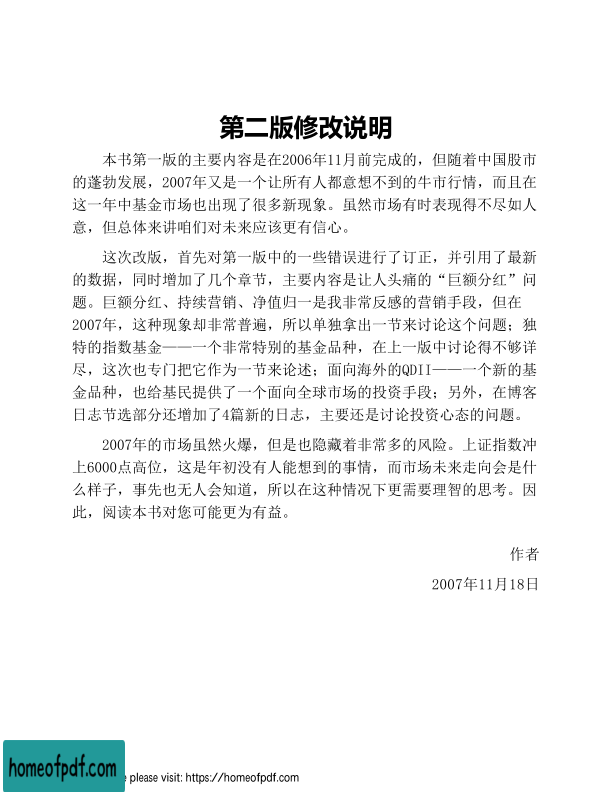 第二版修改说明
本书第一版的主要内容是在2006年11月前完成的，但随着中国股市
的蓬勃发展，2007年又是一个让所有人都意想不到的牛市行情，而且在
这一年中基金市场也出现了很多新现象。虽然市场有时表现得不尽如人
意，但总体来讲咱们对未来应该更有信心。
这次改版，首先对第一版中的一些错误进行了订正，并引用了最新
的数据，同时增加了几个章节，主要内容是让人头痛的“巨额分红”问
题。巨额分红、持续营销、净值归一是我非常反感的营销手段，但在
2007年，这种现象却非常普遍，所以单独拿出一节来讨论这个问题；独
特的指数基金——一个非常特别的基金品种，在上一版中讨论得不够详
尽，这次也专门把它作为一节来论述；面向海外的QDII——一个新的基
金品种，也给基民提供了一个面向全球市场的投资手段；另外，在博客
日志节选部分还增加了4篇新的日志，主要还是讨论投资心态的问题。
2007年的市场虽然火爆，但是也隐藏着非常多的风险。上证指数冲
上6000点高位，这是年初没有人能想到的事情，而市场未来走向会是什
么样子，事先也无人会知道，所以在这种情况下更需要理智的思考。因
此，阅读本书对您可能更为有益。
作者
2007年11月18日
homeofpdf.com
e please visit: https://homeofpdf.com